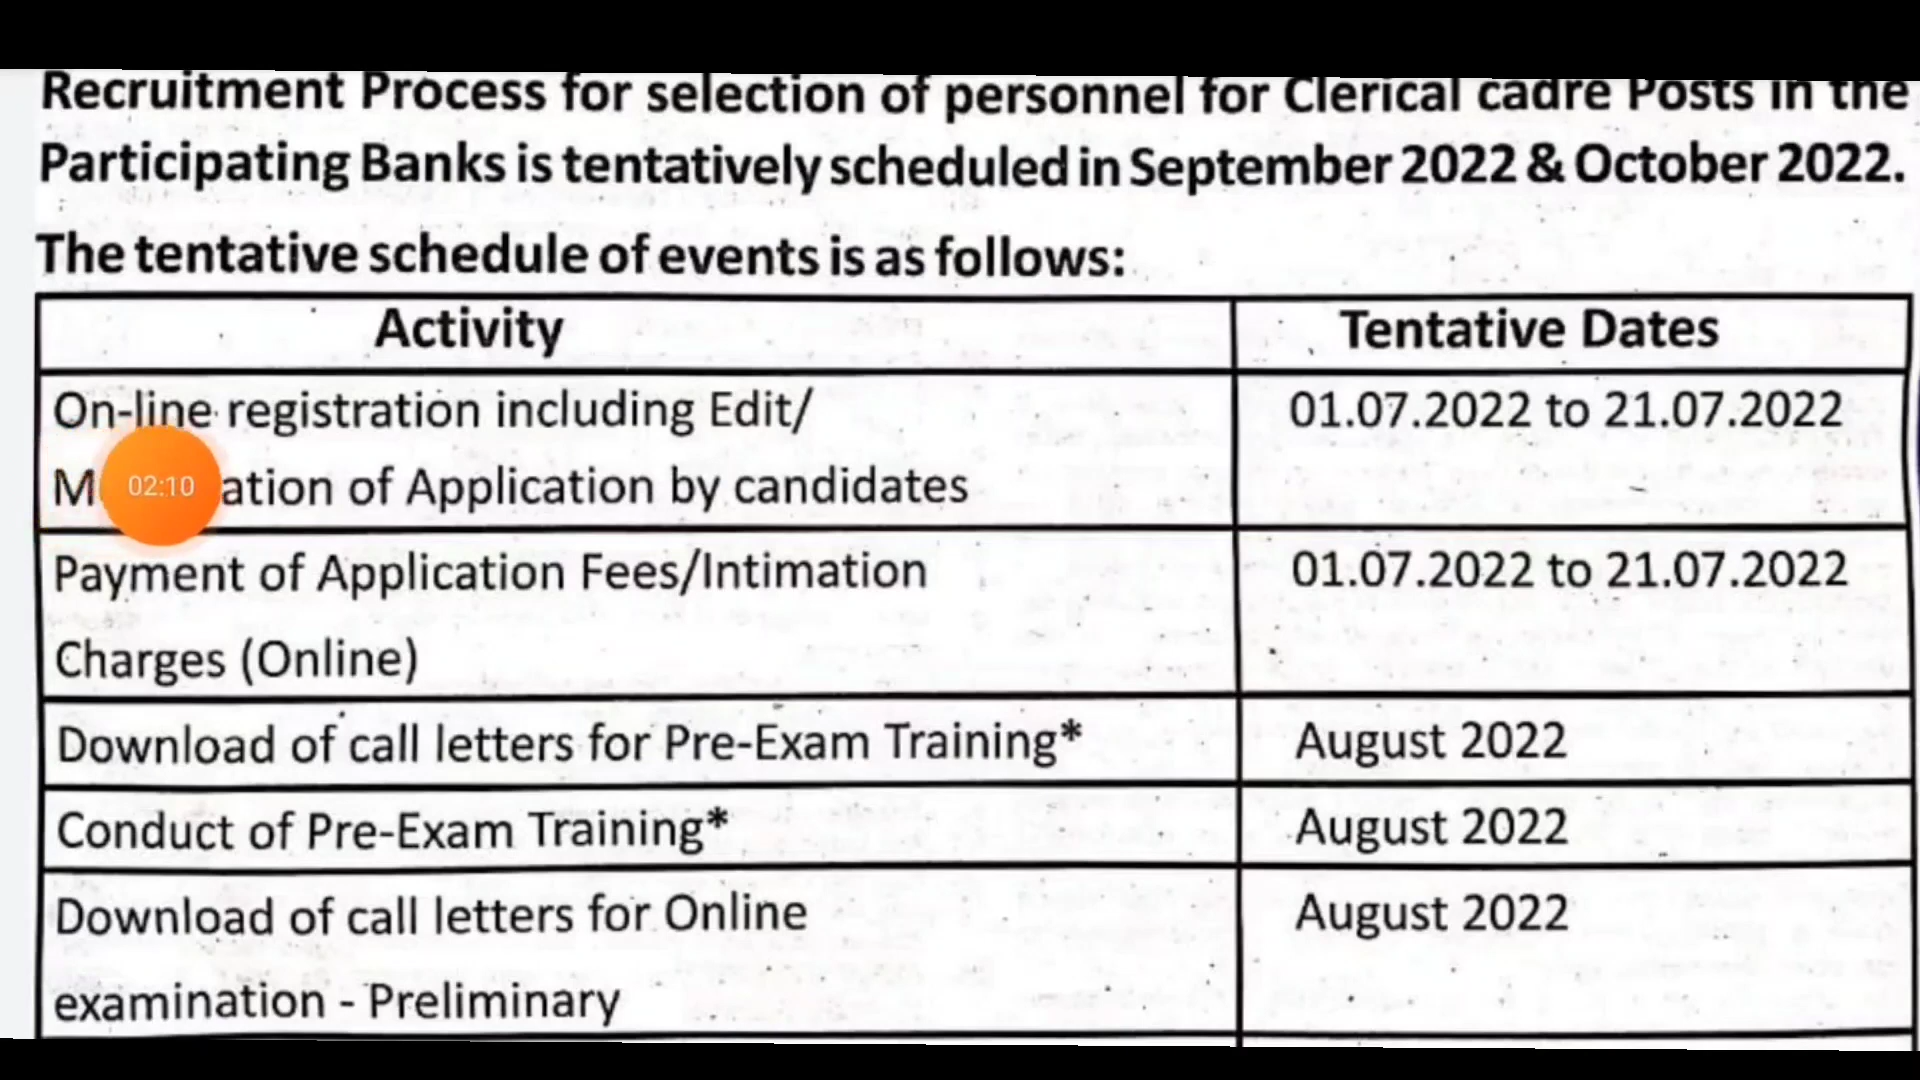 Recruitment Process for selection of personnel for Clerical cadre Posts in the
Participating Banks is tentatively scheduled in September 2022 & October 2022.
The tentative schedule of events is as follows:
Activity
Tentative Dates
On-line registration including Edit/
01.07.2022 to 21.07.2022
02:10
of Application by candidates
Payment of Application Fees/Intimation
01.07.2022 to 21.07.2022
Charges (Online)
Download of call letters for Pre-Exam Training*
August 2022
Conduct of Pre-Exam Training*
August 2022
Download of call letters for Online
August 2022
examination - Preliminary